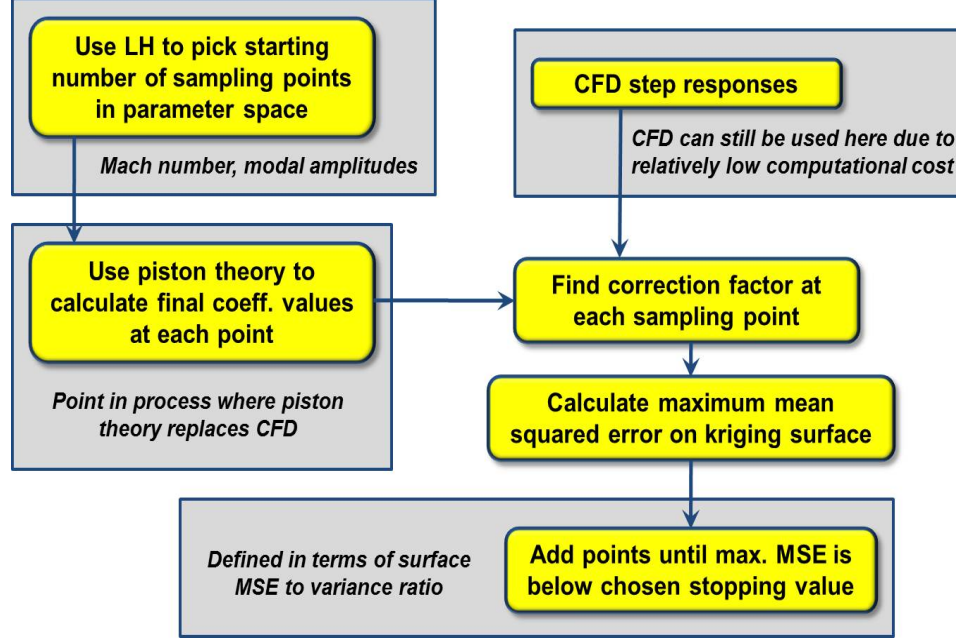 Use LH to pick starting
number of sampling points
in parameter space
Mach number, modal amplitudes
CFD step responses
CFD can still be used here due to
relatively low computational cost
Use piston theory to
calculate final coeff. values
at each point
Point in process where piston
theory replaces CFD
Find correction factor at
each sampling point
Calculate maximum mean
squared error on kriging surface
Defined in terms of surface
MSE to variance ratio
Add points until max. MSE is
below chosen stopping value